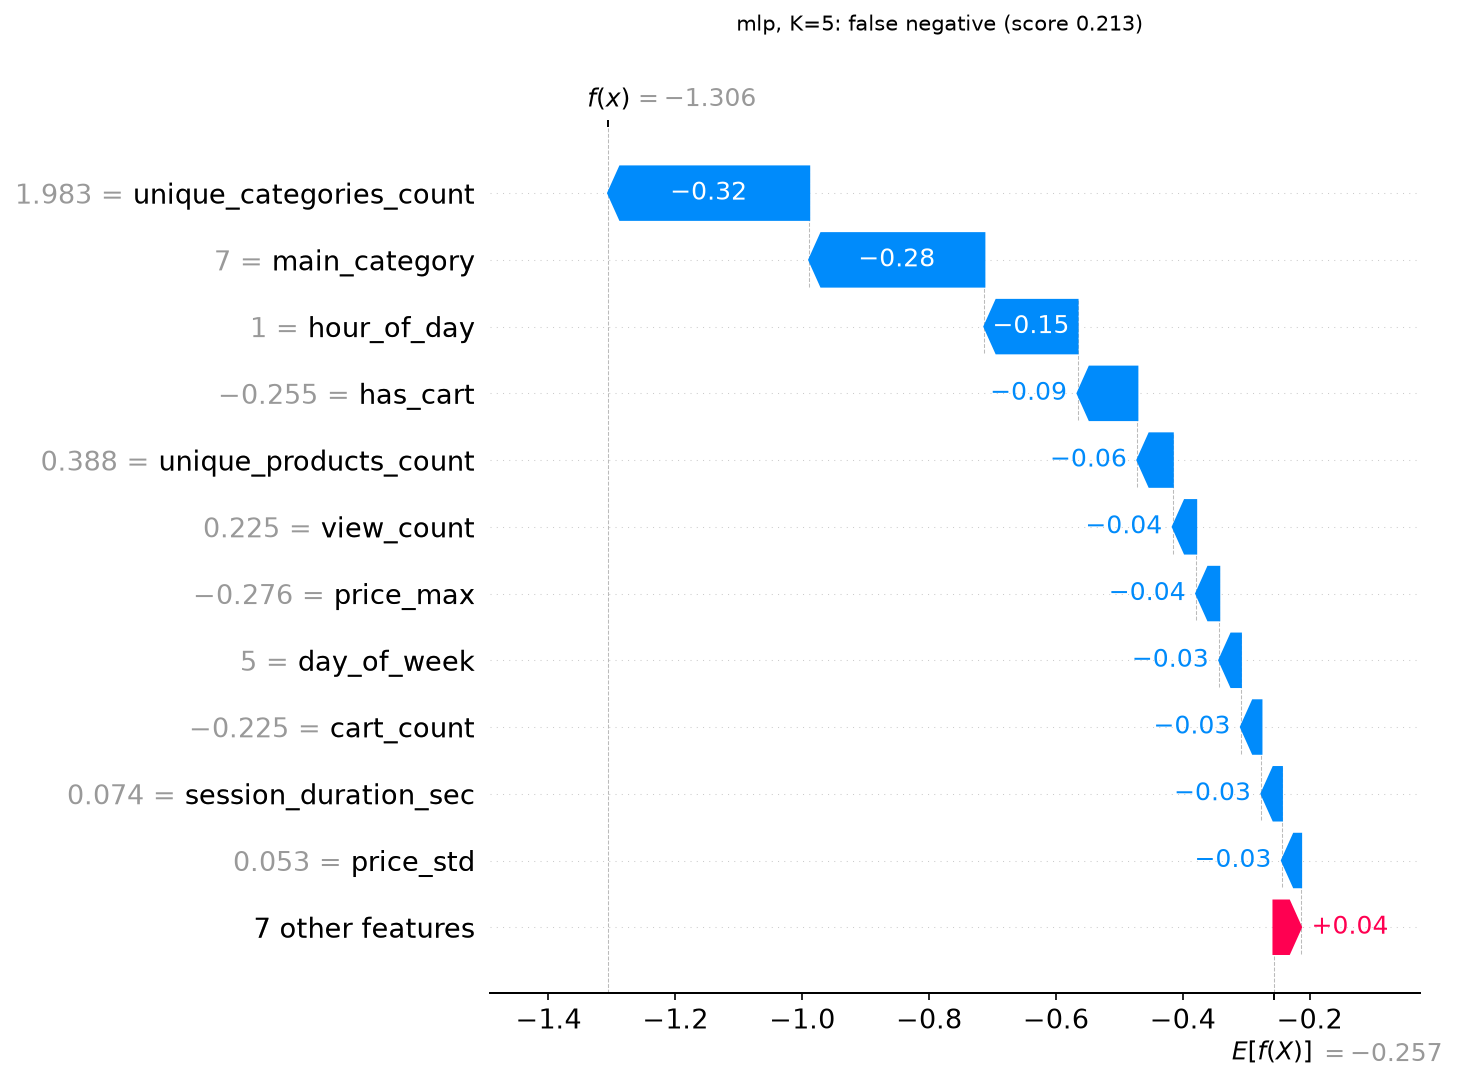 mlp, K=5: false negative (score 0.213)
f(x) = −1.306
1.983 = unique_categories_count −0.32
7 = main_category −0.28
1 = hour_of_day −0.15
−0.255 = has_cart −0.09
0.388 = unique_products_count −0.06
0.225 = view_count −0.04
−0.276 = price_max −0.04
5 = day_of_week −0.03
−0.225 = cart_count −0.03
0.074 = session_duration_sec −0.03
0.053 = price_std −0.03
7 other features +0.04
−1.4 −1.2 −1.0 −0.8 −0.6 −0.4 −0.2
E[f(X)] = −0.257